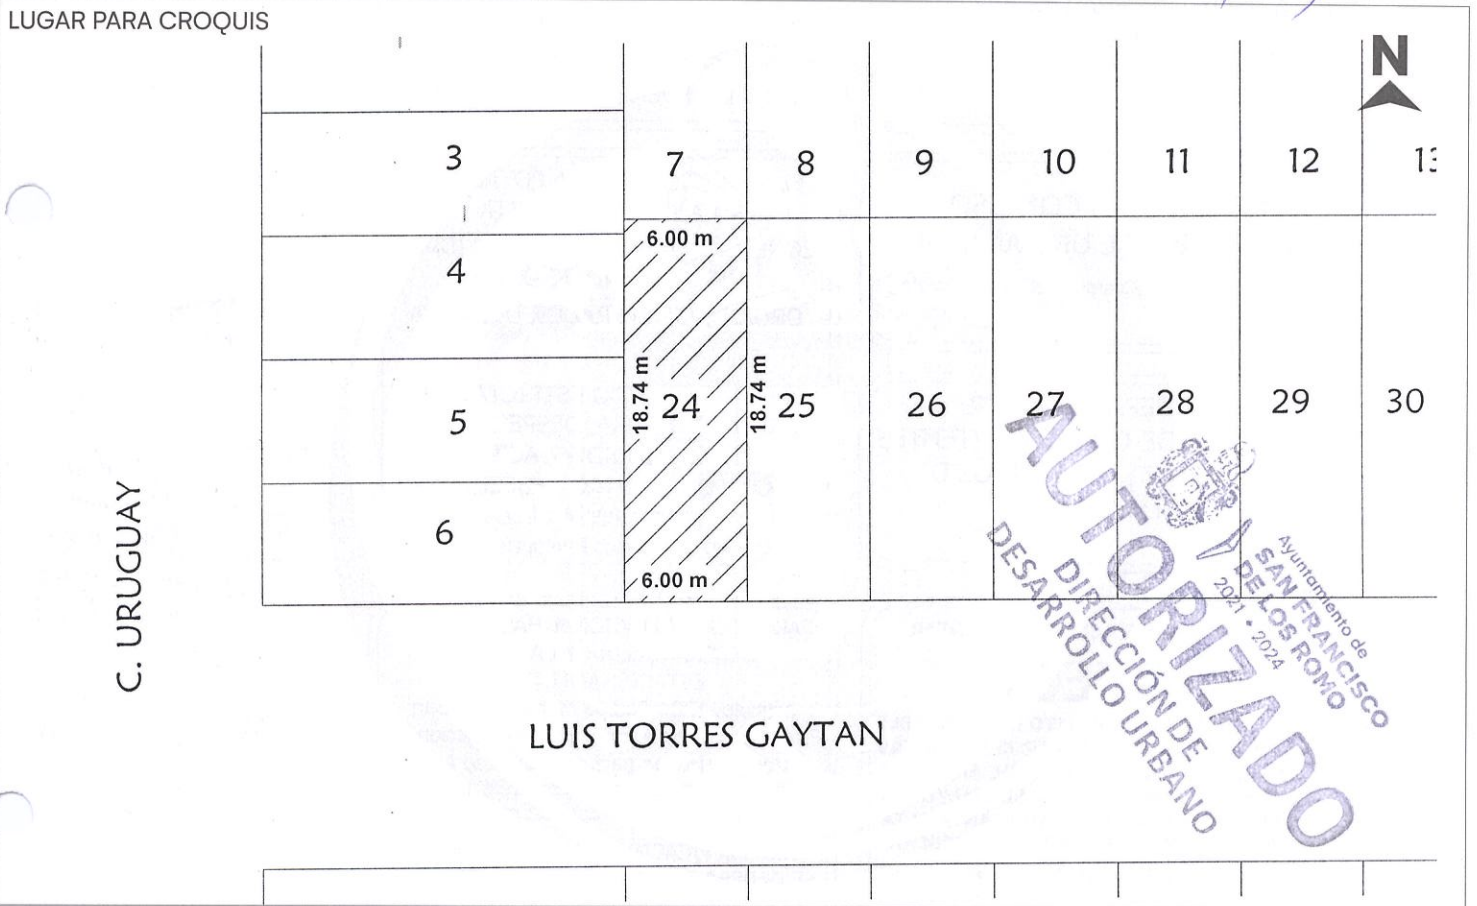 LUGAR PARA CROQUIS
N
3
7
8
9
10
11
12
13
6.00 m
4
18.74 m
24
18.74 m
25
26
27
28
29
30
5
6
6.00 m
C. URUGUAY
LUIS TORRES GAYTAN
AUTORIZADO
DIRECCIÓN DE
DESARROLLO URBANO
Ayuntamiento de
SAN FRANCISCO
DE LOS ROMO
2021 • 2024